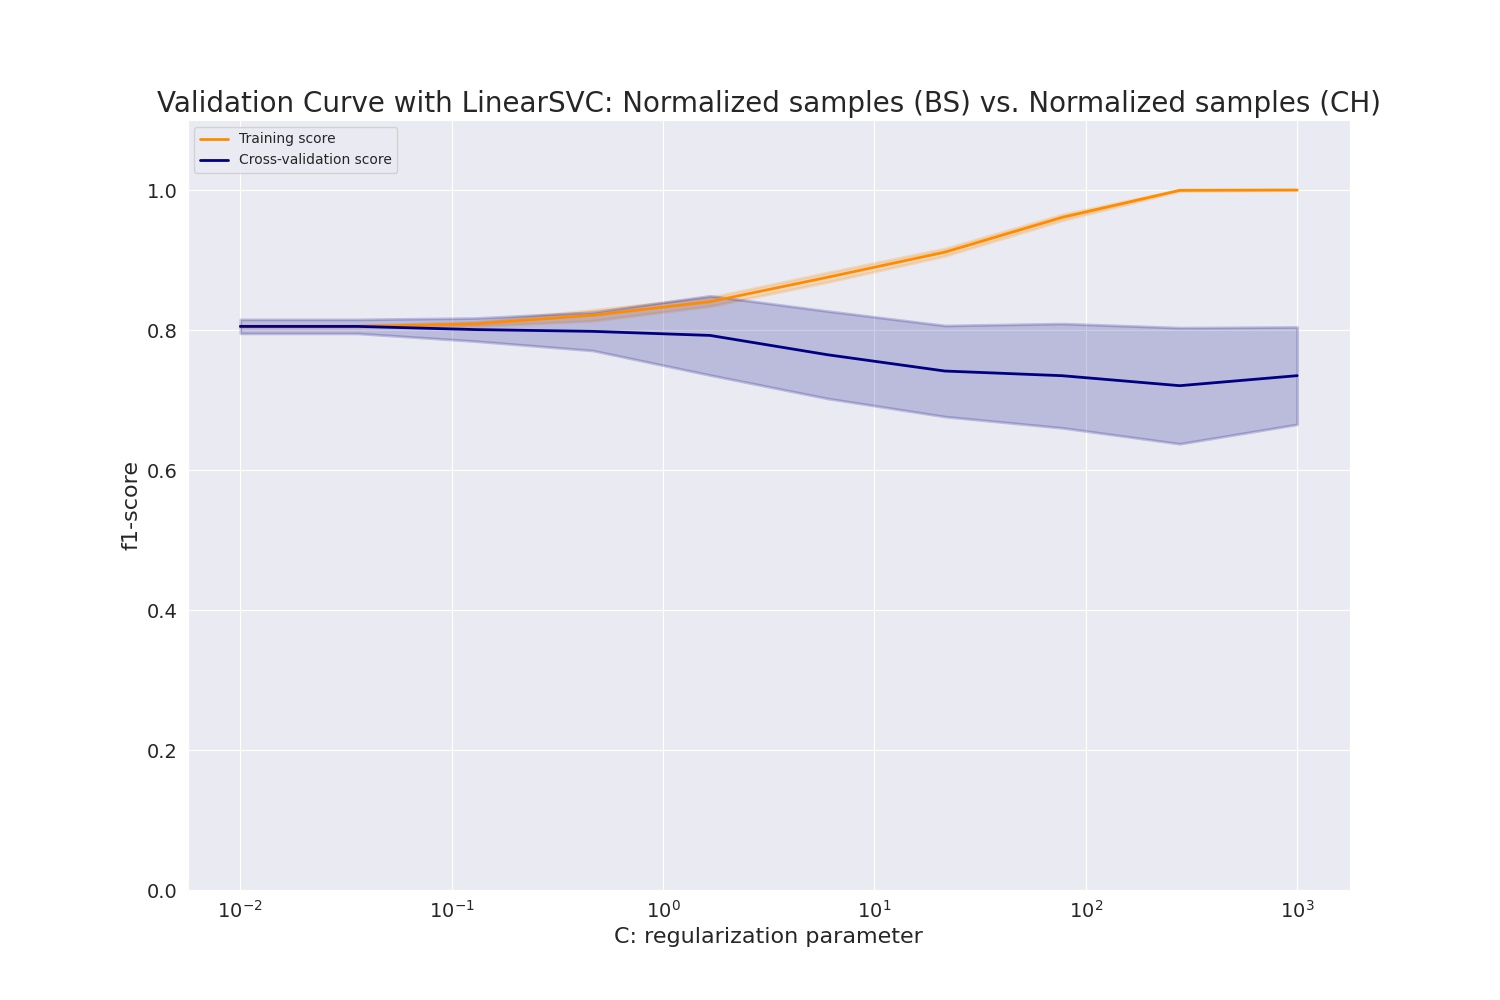 Validation Curve with LinearSVC: Normalized samples (BS) vs. Normalized samples (CH)
Training score
Cross-validation score
1.0
0.8
0.6
0.4
0.2
0.0
f1-score
10⁻² 10⁻¹ 10⁰ 10¹ 10² 10³
C: regularization parameter